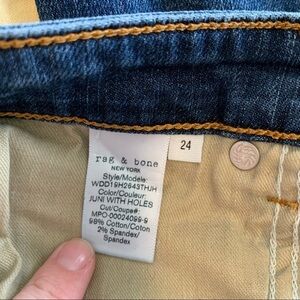 rag & bone
NEW YORK
Style/Modele:
WDD19H2643THJH
Color/Couleur:
JUNI WITH HOLES
Cut/Coupe#:
MPO-00024099-9
98% Cotton/Coton
2% Spandex/
Spandex
24